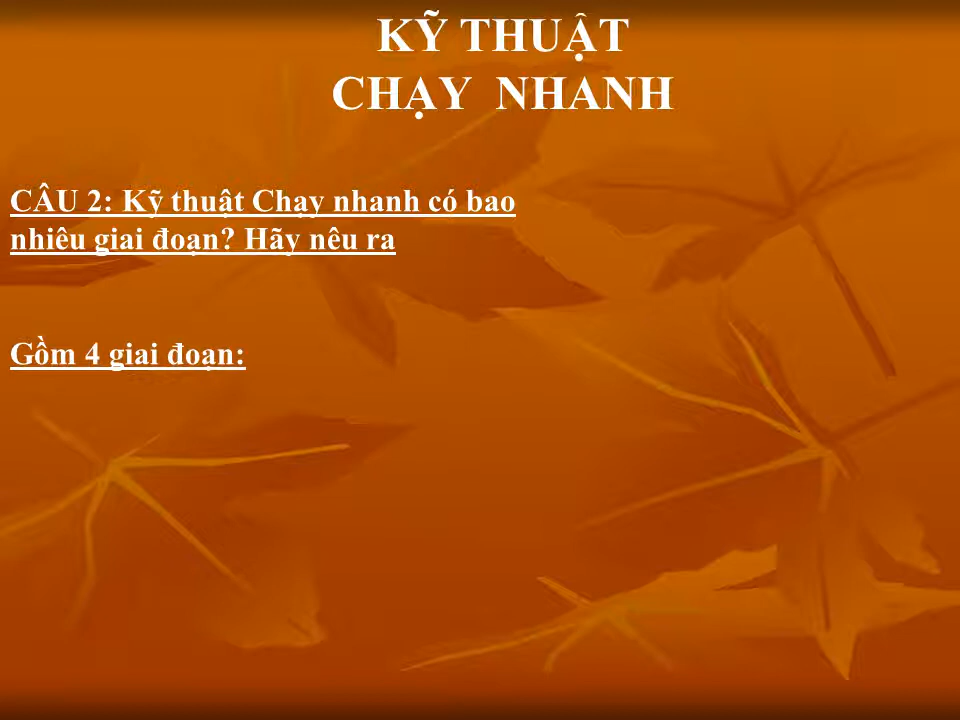 KỸ THUẬT
CHẠY NHANH
CÂU 2: Kỹ thuật Chạy nhanh có bao
nhiêu giai đoạn? Hãy nêu ra
Gồm 4 giai đoạn: